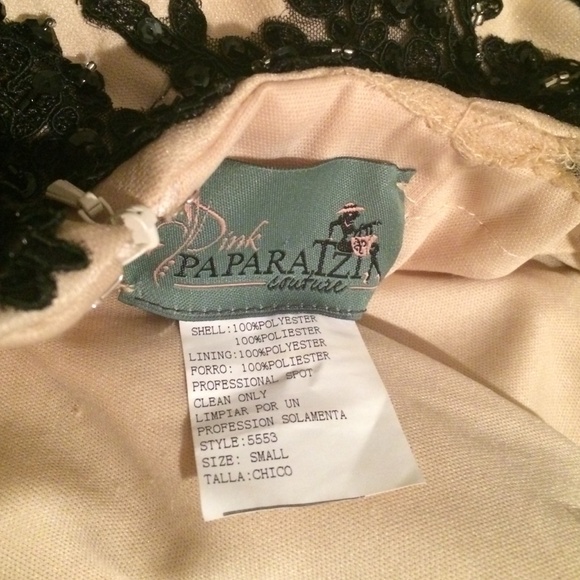 Pink
PAPARATZI
couture
SHELL:100%POLYESTER
100%POLIESTER
LINING:100%POLYESTER
FORRO: 100%POLIESTER
PROFESSIONAL SPOT
CLEAN ONLY
LIMPIAR POR UN
PROFESSION SOLAMENTA
STYLE:5553
SIZE: SMALL
TALLA:CHICO